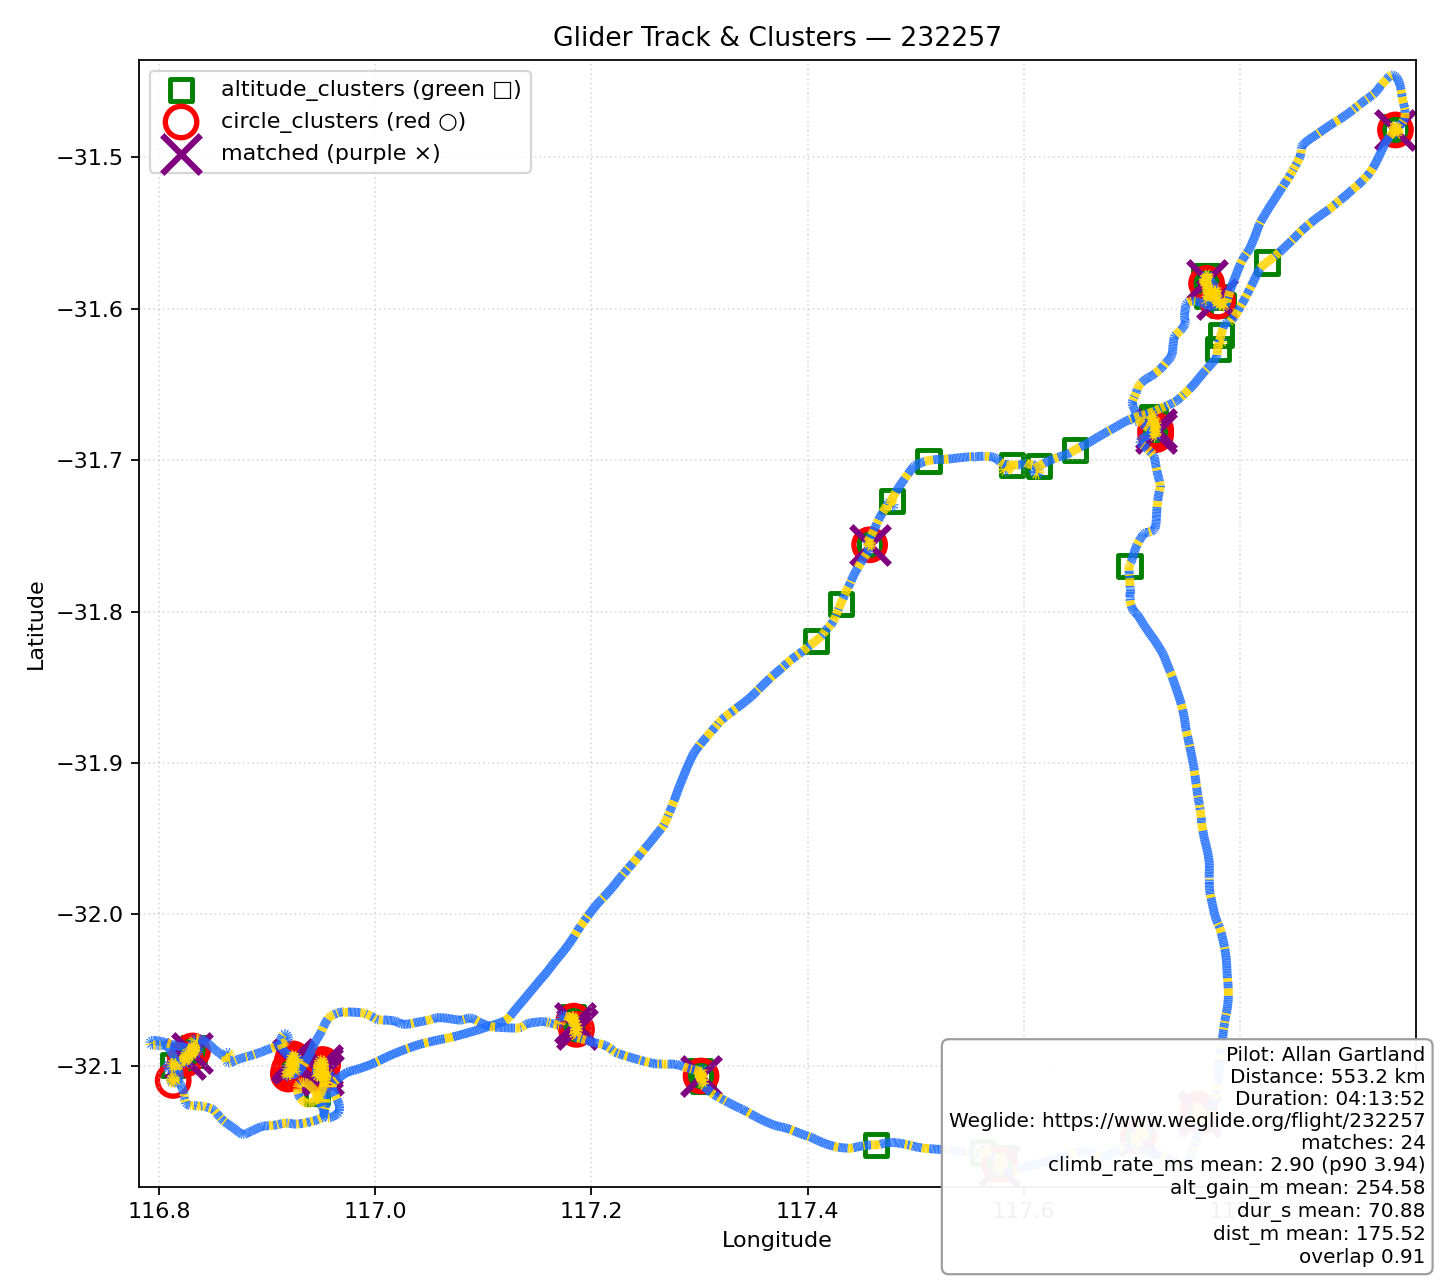 Glider Track & Clusters — 232257
altitude_clusters (green □)
circle_clusters (red ○)
matched (purple ×)
−31.5
−31.6
−31.7
−31.8
−31.9
−32.0
−32.1
Latitude
116.8
117.0
117.2
117.4
117.6
Longitude
Pilot: Allan Gartland
Distance: 553.2 km
Duration: 04:13:52
Weglide: https://www.weglide.org/flight/232257
matches: 24
climb_rate_ms mean: 2.90 (p90 3.94)
alt_gain_m mean: 254.58
dur_s mean: 70.88
dist_m mean: 175.52
overlap 0.91